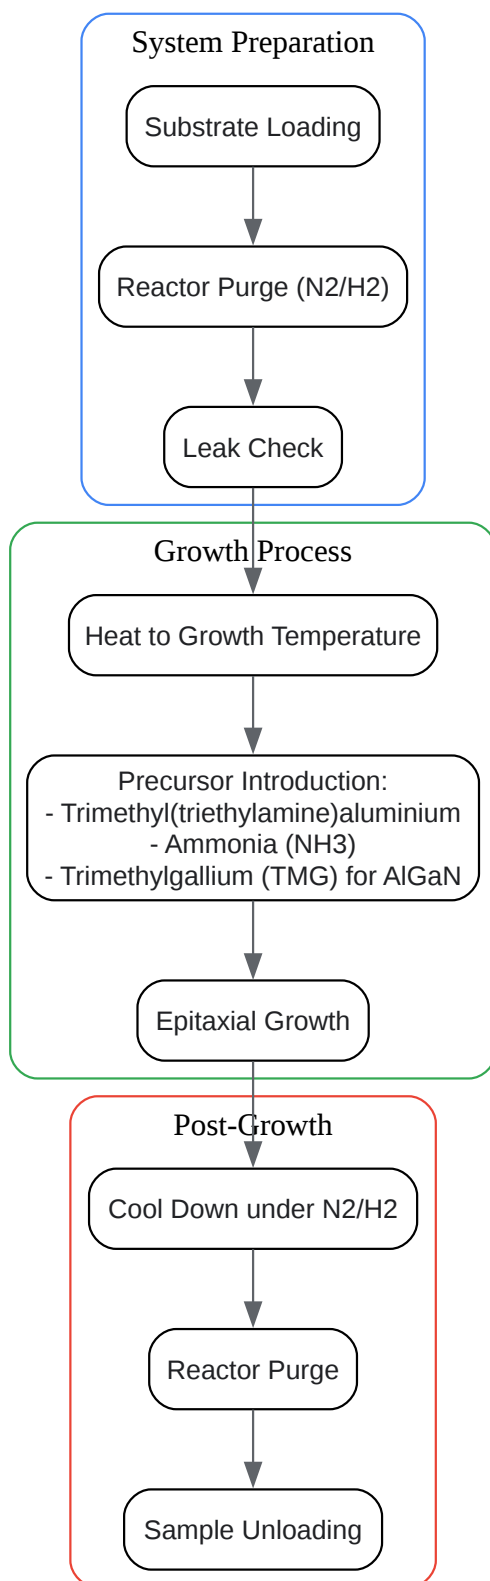 System Preparation
Substrate Loading
Reactor Purge (N2/H2)
Leak Check
Growth Process
Heat to Growth Temperature
Precursor Introduction:
- Trimethyl(triethylamine)aluminium
- Ammonia (NH3)
- Trimethylgallium (TMG) for AlGaN
Epitaxial Growth
Post-Growth
Cool Down under N2/H2
Reactor Purge
Sample Unloading